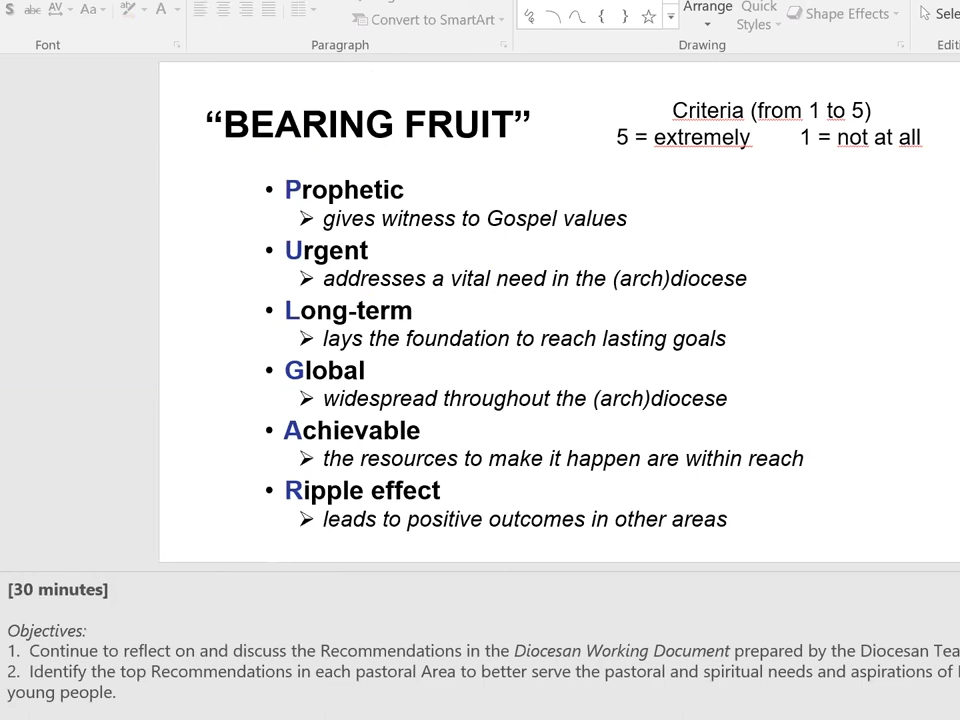 S abc AV Aa A
Convert to SmartArt
Arrange
Quick
Styles
Shape Effects
Font
Paragraph
Drawing
“BEARING FRUIT”
Criteria (from 1 to 5)
5 = extremely 1 = not at all
• Prophetic
➢ gives witness to Gospel values
• Urgent
➢ addresses a vital need in the (arch)diocese
• Long-term
➢ lays the foundation to reach lasting goals
• Global
➢ widespread throughout the (arch)diocese
• Achievable
➢ the resources to make it happen are within reach
• Ripple effect
➢ leads to positive outcomes in other areas
[30 minutes]
Objectives:
1. Continue to reflect on and discuss the Recommendations in the Diocesan Working Document prepared by the Diocesan
2. Identify the top Recommendations in each pastoral Area to better serve the pastoral and spiritual needs and aspirations of
young people.